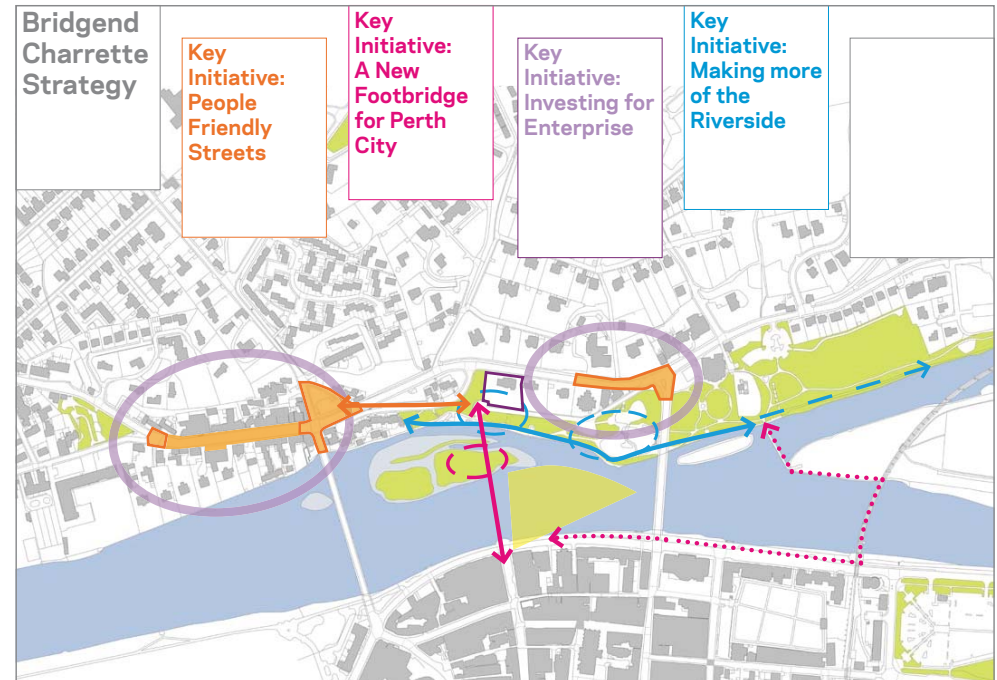 Bridgend
Charrette
Strategy
Key
Initiative:
People
Friendly
Streets
Key
Initiative:
A New
Footbridge
for Perth
City
Key
Initiative:
Investing for
Enterprise
Key
Initiative:
Making more
of the
Riverside